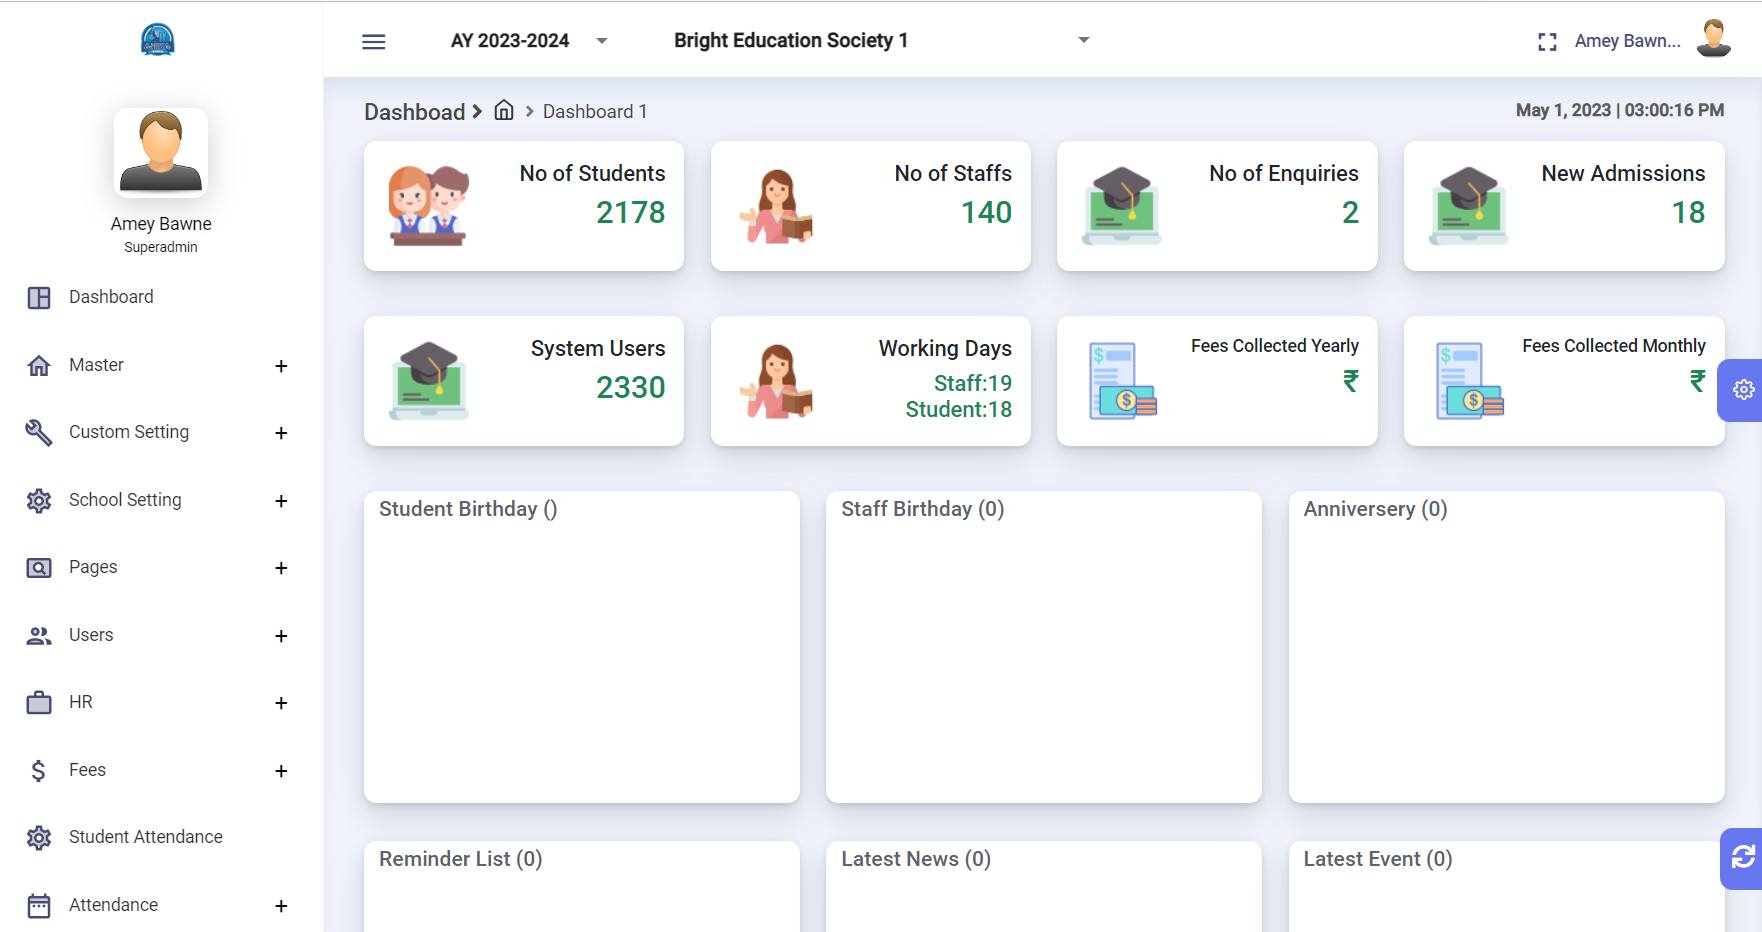 AY 2023-2024
Bright Education Society 1
Amey Bawn...
Amey Bawne
Superadmin
Dashboard
Master +
Custom Setting +
School Setting +
Pages +
Users +
HR +
Fees +
Student Attendance
Attendance +
Dashboad > > Dashboard 1
May 1, 2023 | 03:00:16 PM
No of Students
2178
No of Staffs
140
No of Enquiries
2
New Admissions
18
System Users
2330
Working Days
Staff:19
Student:18
Fees Collected Yearly
₹
Fees Collected Monthly
₹
Student Birthday ()
Staff Birthday (0)
Anniversery (0)
Reminder List (0)
Latest News (0)
Latest Event (0)